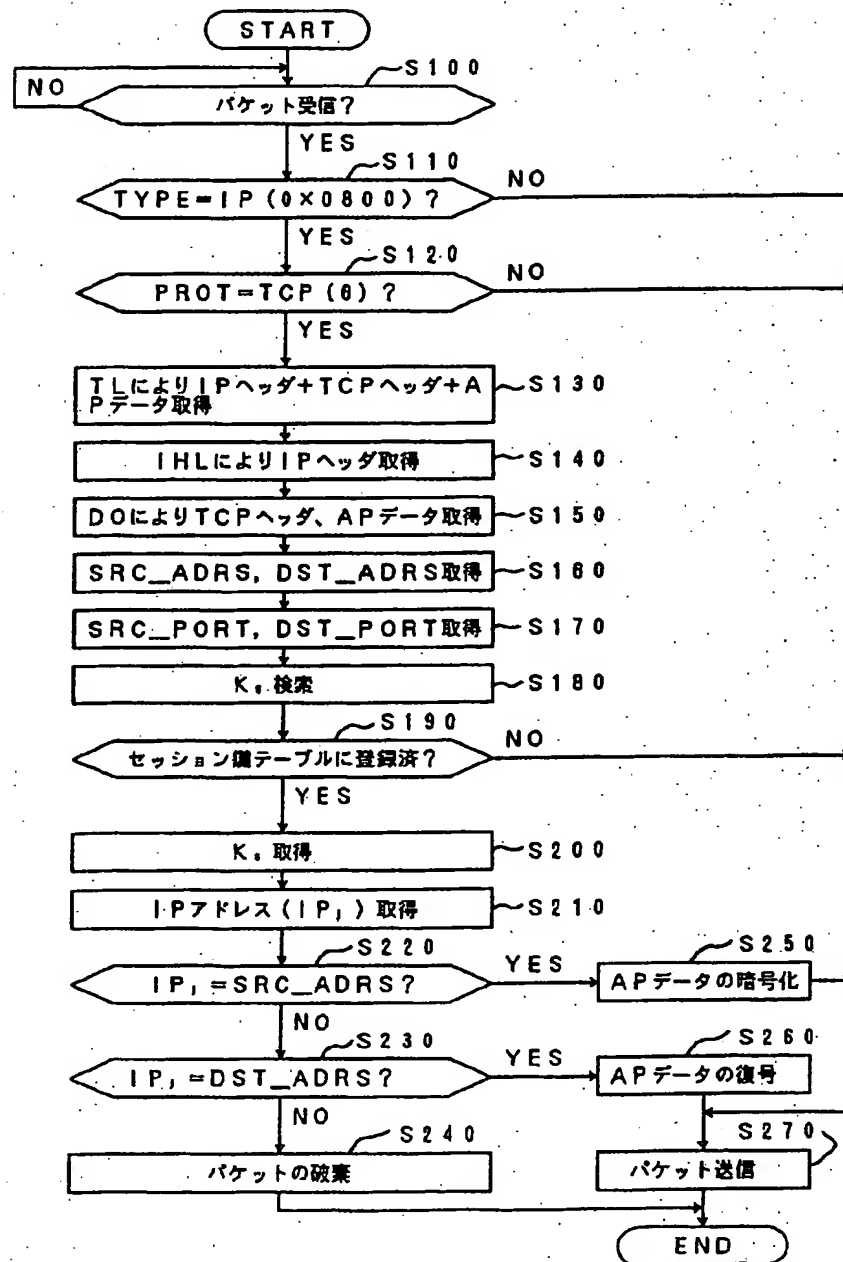 START
S100
NO
パケット受信?
YES
S110
TYPE=IP(0×0800)?
NO
YES
S120
PROT=TCP(6)?
NO
YES
TLによりIPヘッダ+TCPヘッダ+A
Pデータ取得
S130
IHLによりIPヘッダ取得
S140
DOによりTCPヘッダ、APデータ取得
S150
SRC_ADRS, DST_ADRS取得
S160
SRC_PORT, DST_PORT取得
S170
Ks 検索
S180
S190
セッション鍵テーブルに登録済?
NO
YES
Ks 取得
S200
IPアドレス(IPI)取得
S210
S220
IPI=SRC_ADRS?
YES
S250
APデータの暗号化
NO
S230
IPI=DST_ADRS?
YES
S260
APデータの復号
NO
S240
パケットの破棄
S270
パケット送信
END